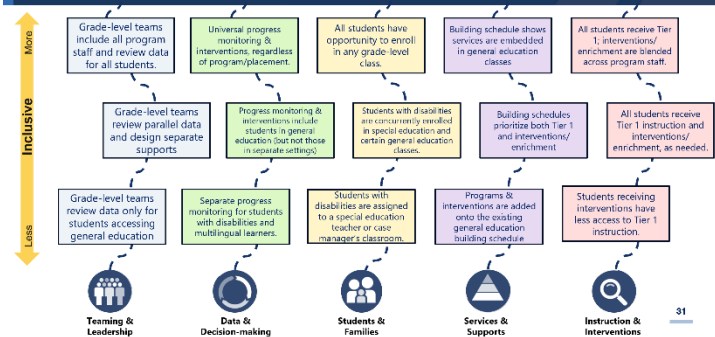 More
Inclusive
Less
Grade-level teams
include all program
staff and review data
for all students.
Universal progress
monitoring &
interventions, regardless
of program/placement.
All students have
opportunity to enroll
in any grade-level
class.
Building schedule shows
services are embedded
in general education
classes
All students receive Tier
1; interventions/
enrichment are blended
across program staff.
Grade-level teams
review parallel data
and design separate
supports
Progress monitoring &
interventions include
students in general
education (but not those
in separate settings)
Students with disabilities
are concurrently enrolled
in special education and
certain general education
classes.
Building schedules
prioritize both Tier 1
and interventions/
enrichment
All students receive
Tier 1 instruction and
interventions/
enrichment, as needed.
Grade-level teams
review data only for
students accessing
general education
Separate progress
monitoring for students
with disabilities and
multilingual learners.
Students with
disabilities are assigned
to a special education
teacher or case
manager's classroom.
Programs &
interventions are added
onto the existing
general education
building schedule
Students receiving
interventions have
less access to Tier 1
instruction.
Teaming &
Leadership
Data &
Decision-making
Students &
Families
Services &
Supports
Instruction &
Interventions
31